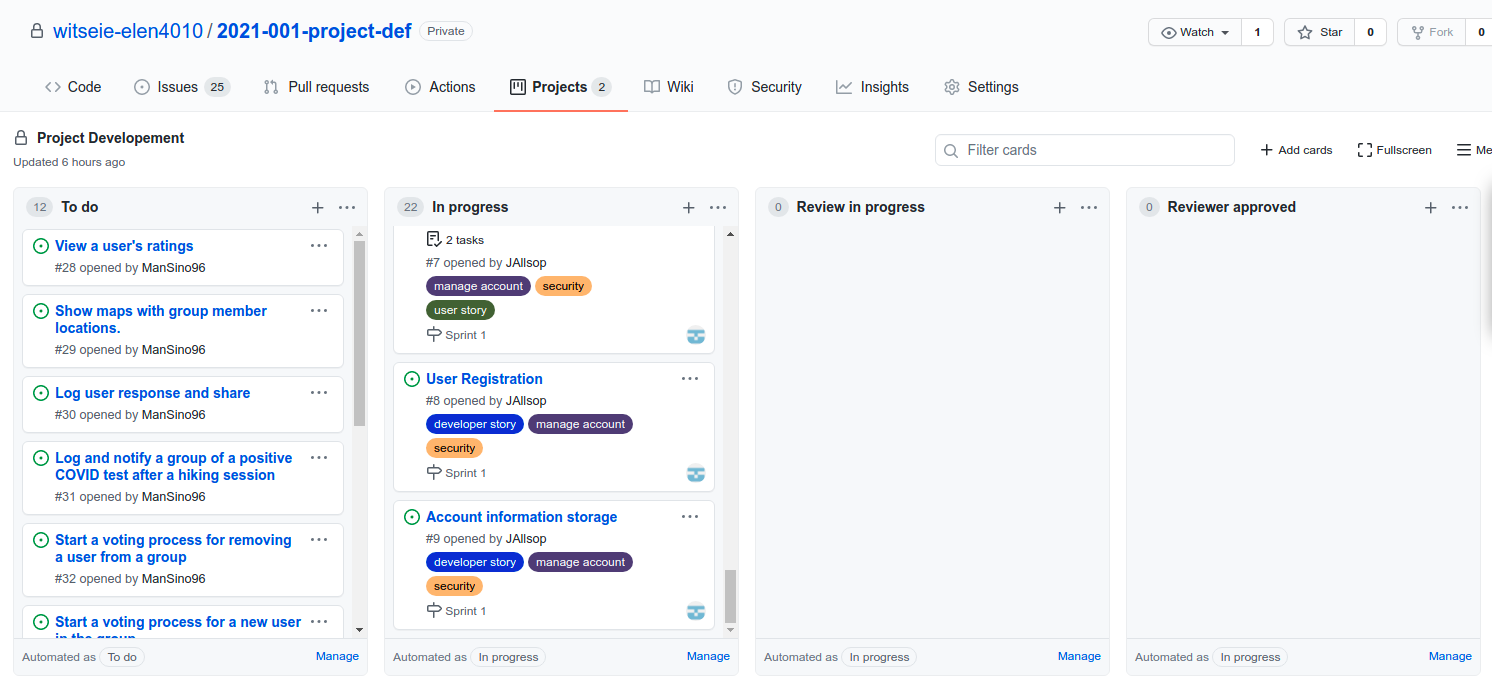 witseie-elen4010 / 2021-001-project-def Private Watch 1 Star 0 Fork 0
Code Issues 25 Pull requests Actions Projects 2 Wiki Security Insights Settings
Project Developement
Updated 6 hours ago
Filter cards
Add cards Fullscreen Me
12 To do
View a user's ratings
#28 opened by ManSino96
Show maps with group member
locations.
#29 opened by ManSino96
Log user response and share
#30 opened by ManSino96
Log and notify a group of a positive
COVID test after a hiking session
#31 opened by ManSino96
Start a voting process for removing
a user from a group
#32 opened by ManSino96
Start a voting process for a new user
in the group
Automated as To do Manage
22 In progress
2 tasks
#7 opened by JAllsop
manage account security
user story
Sprint 1
User Registration
#8 opened by JAllsop
developer story manage account
security
Sprint 1
Account information storage
#9 opened by JAllsop
developer story manage account
security
Sprint 1
Automated as In progress Manage
0 Review in progress
Automated as In progress Manage
0 Reviewer approved
Automated as In progress Manage